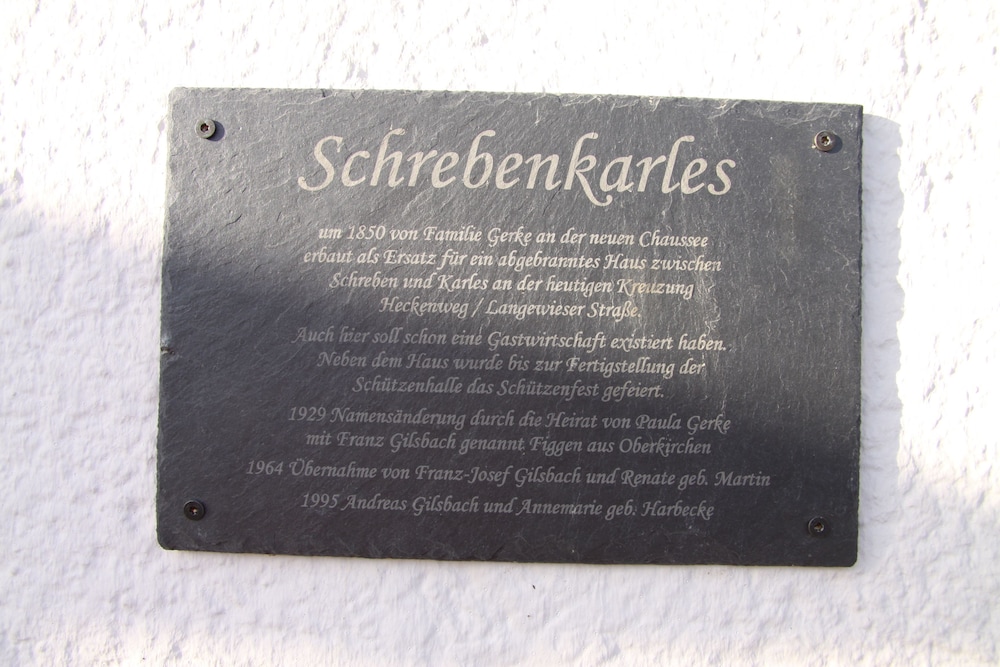 Schrebenkarles
um 1850 von Familie Gerke an der neuen Chaussee
erbaut als Ersatz für ein abgebranntes Haus zwischen
Schreben und Karles an der heutigen Kreuzung
Heckenweg / Langewieser Straße.
Auch hier soll schon eine Gastwirtschaft existiert haben.
Neben dem Haus wurde bis zur Fertigstellung der
Schützenhalle das Schützenfest gefeiert.
1929 Namensänderung durch die Heirat von Paula Gerke
mit Franz Gilsbach genannt Figgen aus Oberkirchen
1964 Übernahme von Franz-Josef Gilsbach und Renate geb. Martin
1995 Andreas Gilsbach und Annemarie geb. Harbecke